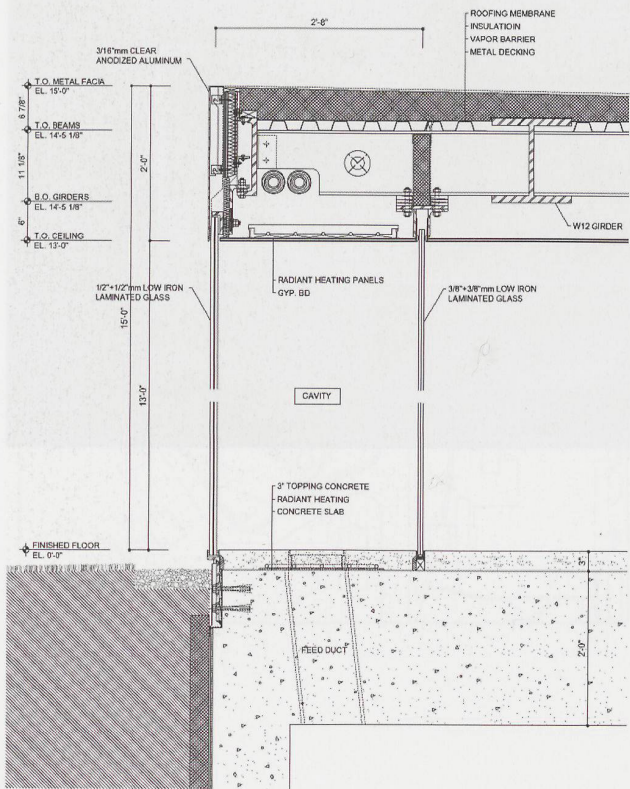 2'-8"
ROOFING MEMBRANE
INSULATIOIN
VAPOR BARRIER
METAL DECKING
3/16"mm CLEAR
ANODIZED ALUMINUM
T.O. METAL FACIA
EL. 15'-0"
6 7/8"
T.O. BEAMS
EL. 14'-5 1/8"
11 1/8"
2'-0"
B.O. GIRDERS
EL. 14'-5 1/8"
6"
T.O. CEILING
EL. 13'-0"
W12 GIRDER
RADIANT HEATING PANELS
GYP. BD
1/2"+1/2"mm LOW IRON
LAMINATED GLASS
3/8"+3/8"mm LOW IRON
LAMINATED GLASS
15'-0"
13'-0"
CAVITY
3" TOPPING CONCRETE
RADIANT HEATING
CONCRETE SLAB
FINISHED FLOOR
EL. 0'-0"
3"
FEED DUCT
2'-0"